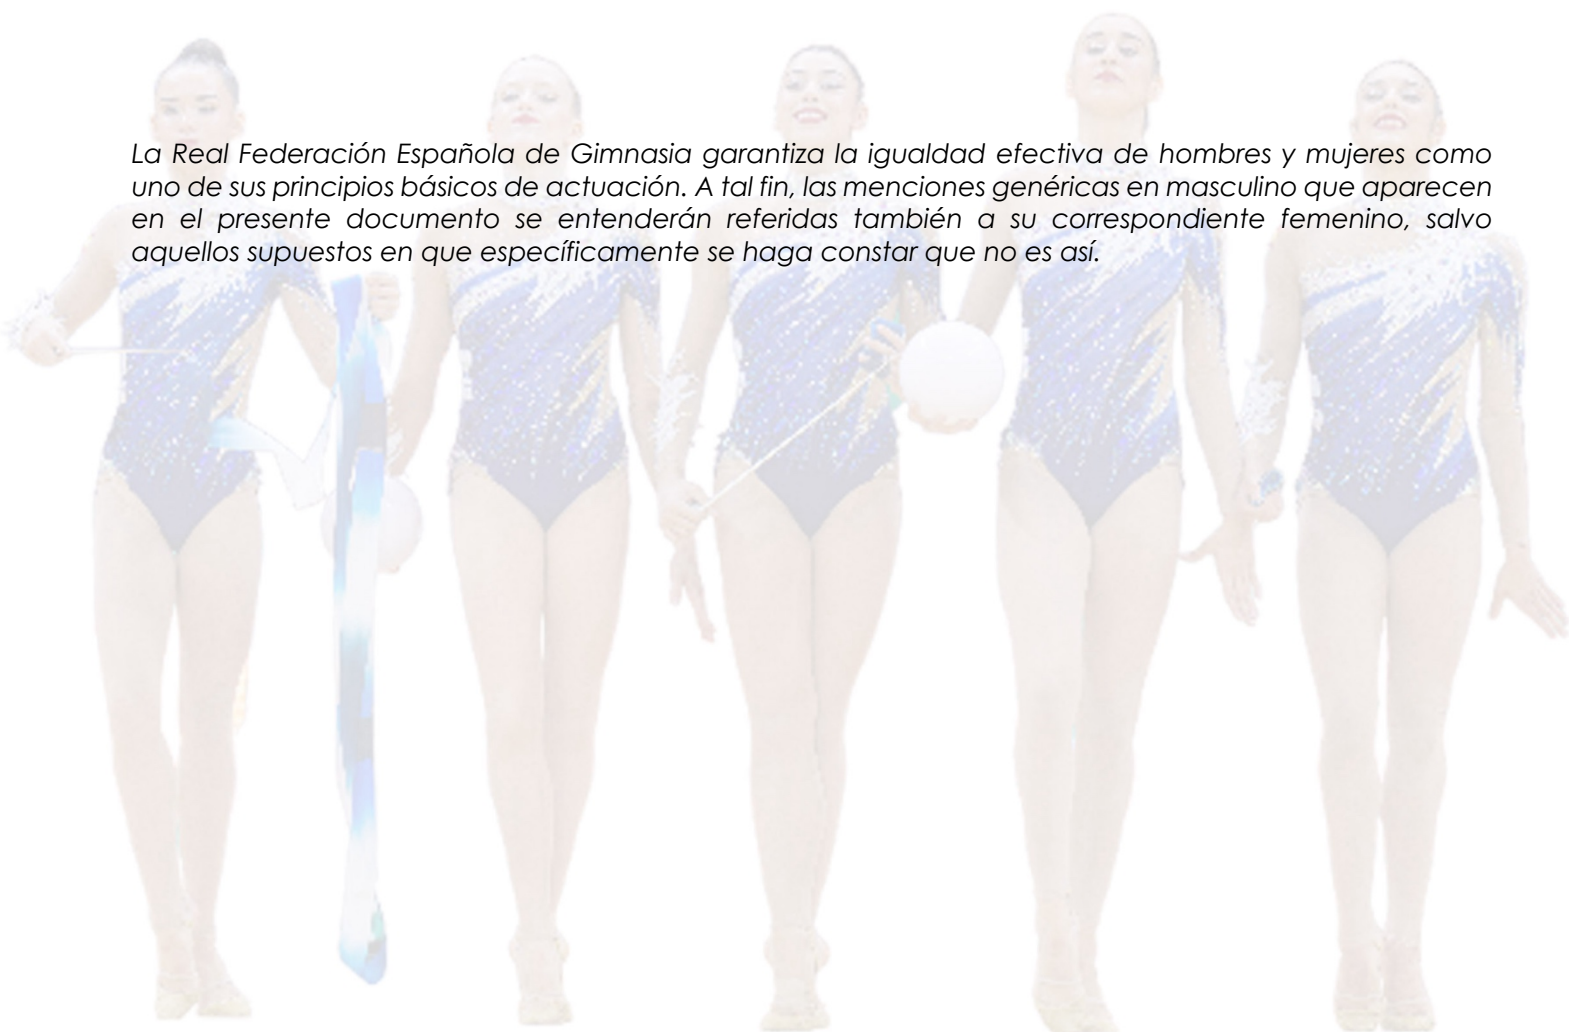 La Real Federación Española de Gimnasia garantiza la igualdad efectiva de hombres y mujeres como
uno de sus principios básicos de actuación. A tal fin, las menciones genéricas en masculino que aparecen
en el presente documento se entenderán referidas también a su correspondiente femenino, salvo
aquellos supuestos en que específicamente se haga constar que no es así.